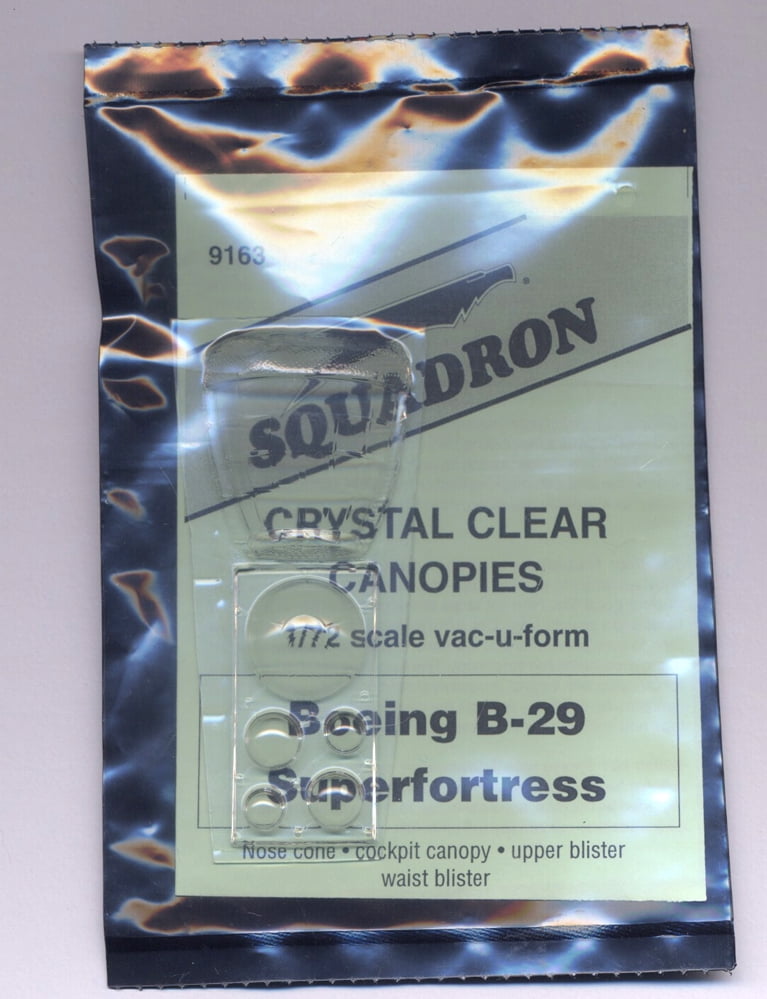 9163
SQUADRON®
CRYSTAL CLEAR
CANOPIES
1/72 scale vac-u-form
Boeing B-29
Superfortress
Nose cone • cockpit canopy • upper blister
waist blister